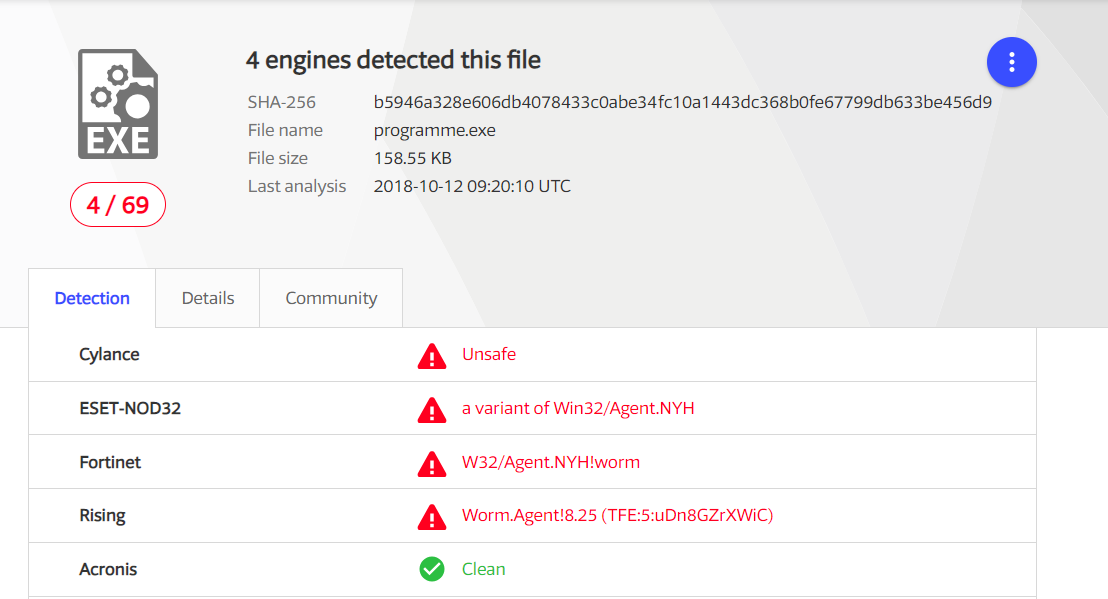 4 engines detected this file
SHA-256 b5946a328e606db4078433c0abe34fc10a1443dc368b0fe67799db633be456d9
File name programme.exe
File size 158.55 KB
Last analysis 2018-10-12 09:20:10 UTC
EXE
4 / 69
Detection Details Community
Cylance Unsafe
ESET-NOD32 a variant of Win32/Agent.NYH
Fortinet W32/Agent.NYH!worm
Rising Worm.Agent!8.25 (TFE:5:uDn8GZrXWiC)
Acronis Clean